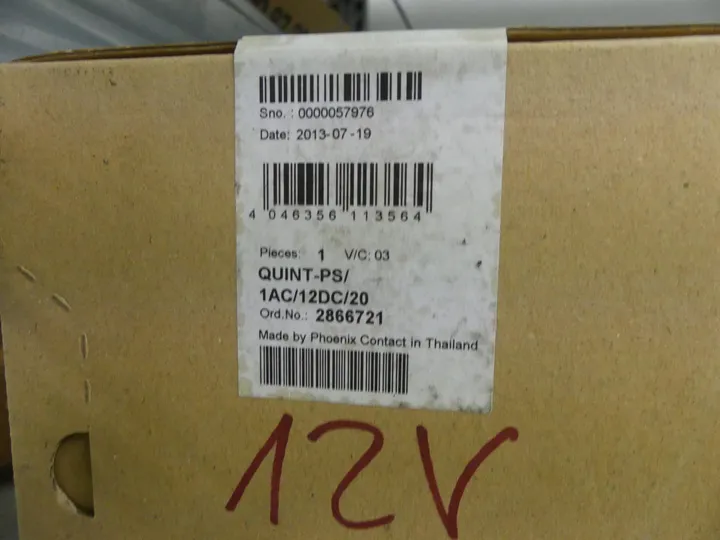 Sno. : 0000057976
Date: 2013-07-19
4 046356 113564
Pieces: 1 V/C: 03
QUINT-PS/
1AC/12DC/20
Ord.No.: 2866721
Made by Phoenix Contact in Thailand
12V